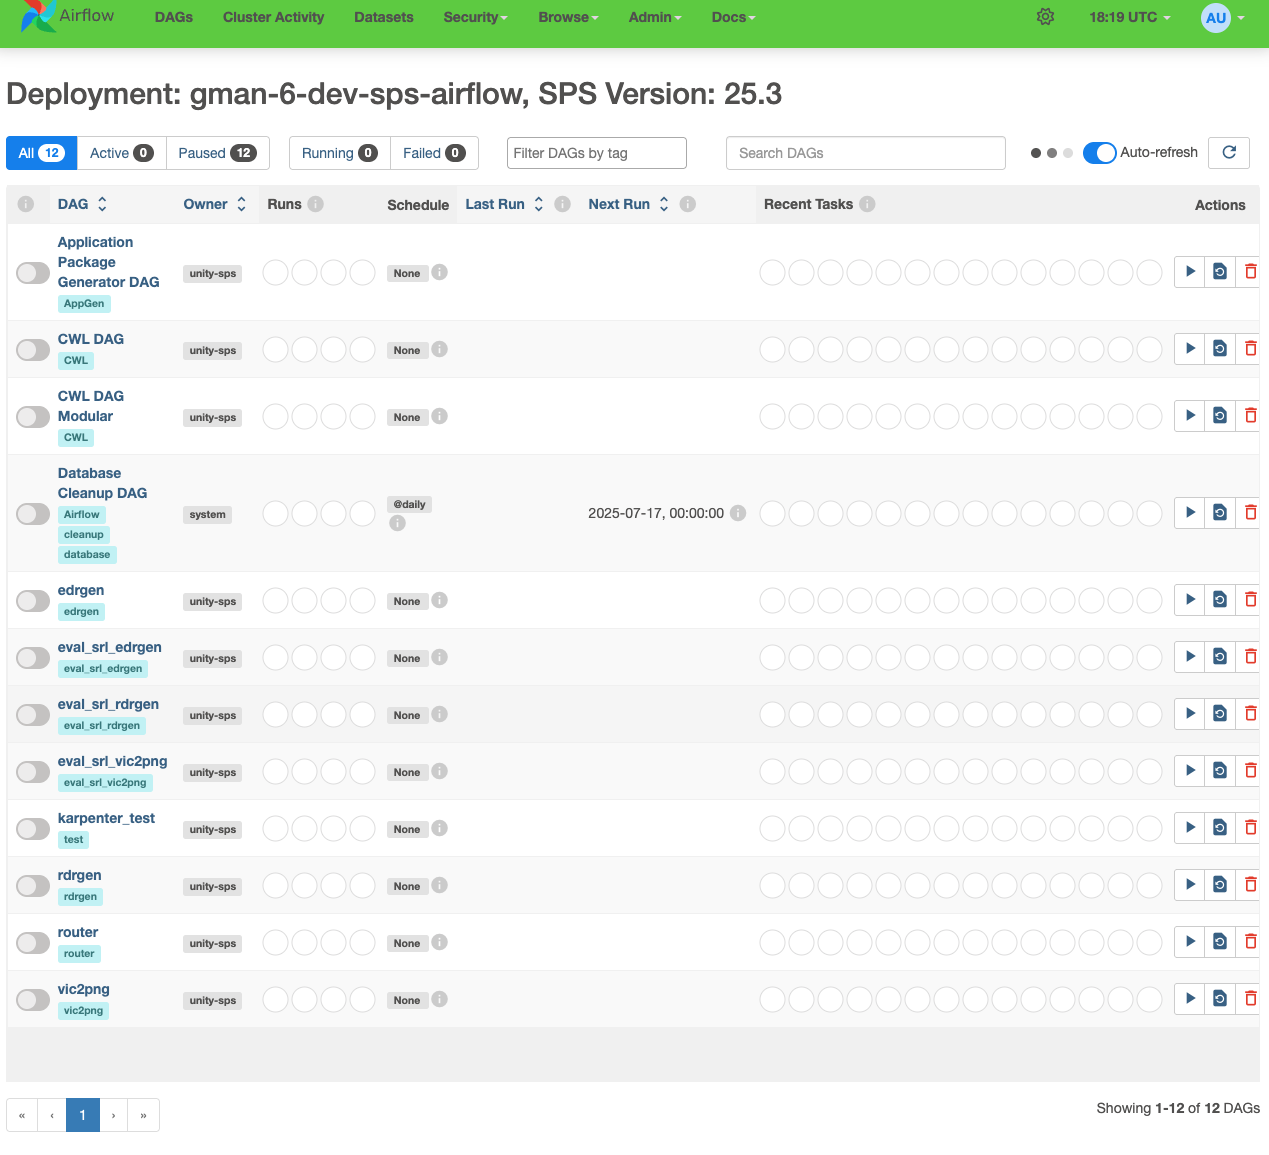 Airflow DAGs Cluster Activity Datasets Security Browse Admin Docs 18:19 UTC AU
Deployment: gman-6-dev-sps-airflow, SPS Version: 25.3
All 12 Active 0 Paused 12 Running 0 Failed 0 Filter DAGs by tag Search DAGs Auto-refresh
DAG Owner Runs Schedule Last Run Next Run Recent Tasks Actions
Application
Package
Generator DAG
AppGen
unity-sps None
CWL DAG
CWL
unity-sps None
CWL DAG
Modular
CWL
unity-sps None
Database
Cleanup DAG
Airflow
cleanup
database
system @daily 2025-07-17, 00:00:00
edrgen
edrgen
unity-sps None
eval_srl_edrgen
eval_srl_edrgen
unity-sps None
eval_srl_rdrgen
eval_srl_rdrgen
unity-sps None
eval_srl_vic2png
eval_srl_vic2png
unity-sps None
karpenter_test
test
unity-sps None
rdrgen
rdrgen
unity-sps None
router
router
unity-sps None
vic2png
vic2png
unity-sps None
« ‹ 1 › »
Showing 1-12 of 12 DAGs